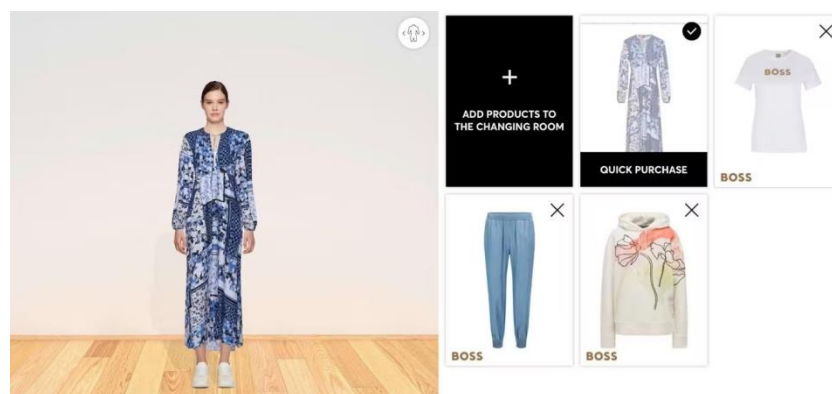 +
ADD PRODUCTS TO
THE CHANGING ROOM
QUICK PURCHASE
BOSS
BOSS
BOSS
BOSS